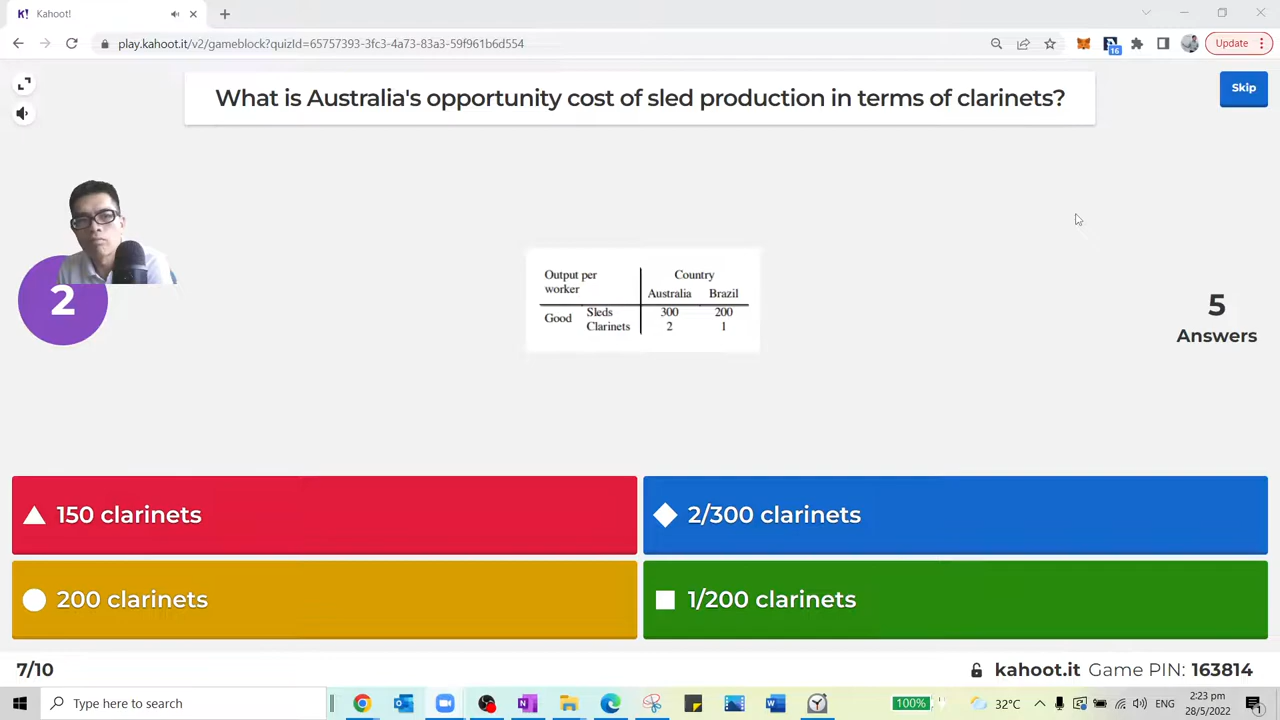 K! Kahoot!
play.kahoot.it/v2/gameblock?quizId=65757393-3fc3-4a73-83a3-59f961b6d554
16
Update
What is Australia's opportunity cost of sled production in terms of clarinets?
Skip
2
Output per worker
Country
Australia Brazil
Good Sleds 300 200
Clarinets 2 1
5
Answers
150 clarinets
2/300 clarinets
200 clarinets
1/200 clarinets
7/10
kahoot.it Game PIN: 163814
Type here to search
100%
32°C
ENG
2:23 pm
28/5/2022
1